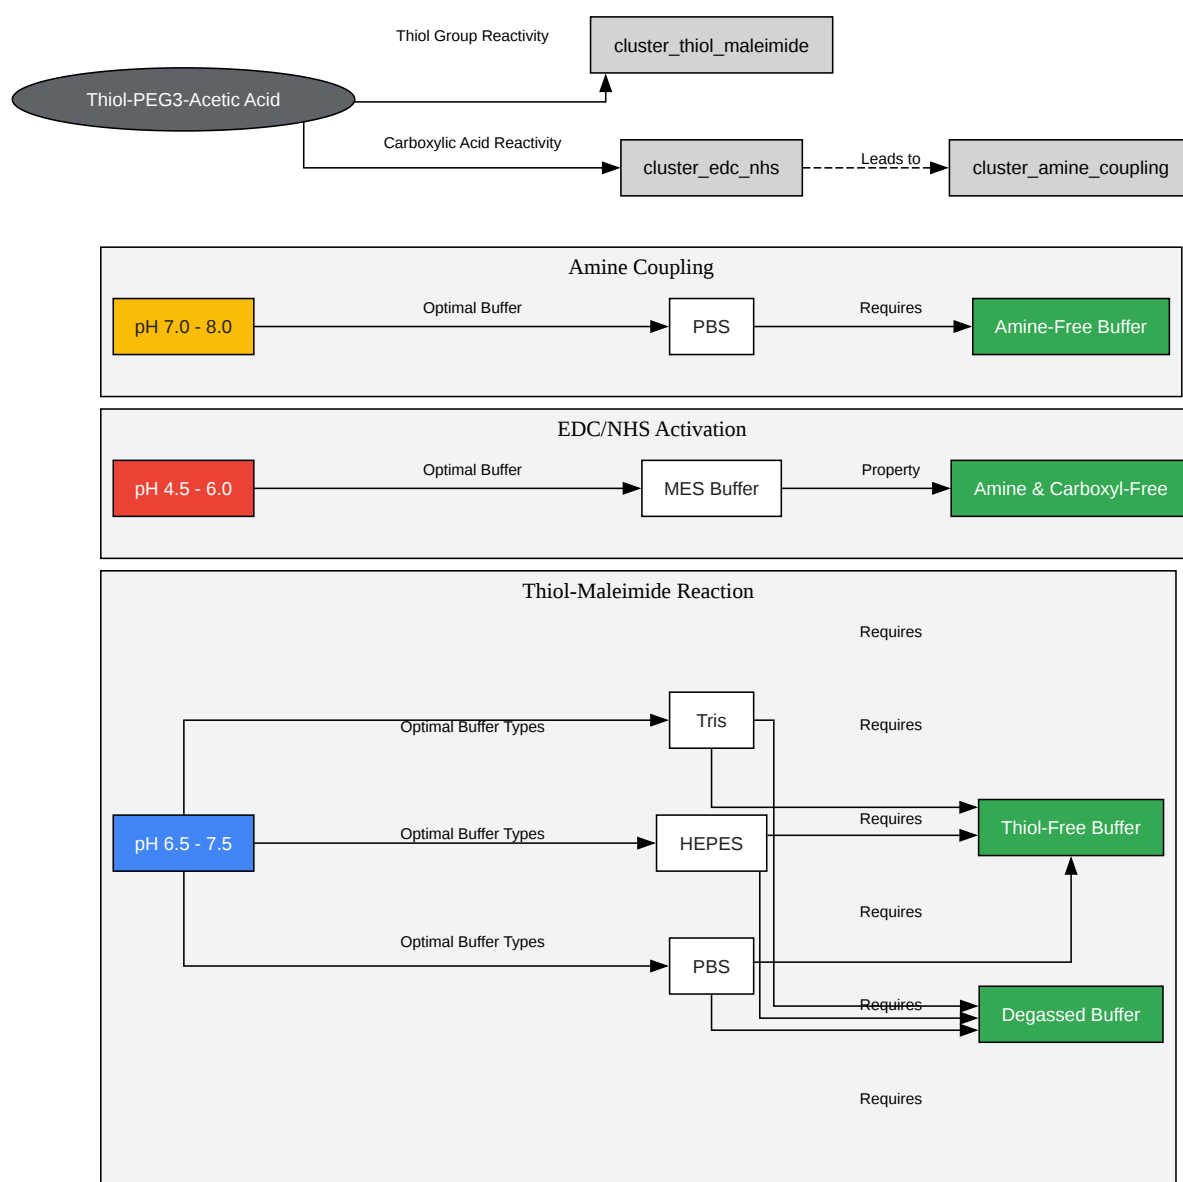 Thiol Group Reactivity
cluster_thiol_maleimide
Thiol-PEG3-Acetic Acid
Carboxylic Acid Reactivity
cluster_edc_nhs
Leads to
cluster_amine_coupling
Amine Coupling
pH 7.0 - 8.0
Optimal Buffer
PBS
Requires
Amine-Free Buffer
EDC/NHS Activation
pH 4.5 - 6.0
Optimal Buffer
MES Buffer
Property
Amine & Carboxyl-Free
Thiol-Maleimide Reaction
Requires
Tris
Optimal Buffer Types
Requires
pH 6.5 - 7.5
Optimal Buffer Types
HEPES
Requires
Thiol-Free Buffer
Requires
Optimal Buffer Types
PBS
Requires
Degassed Buffer
Requires